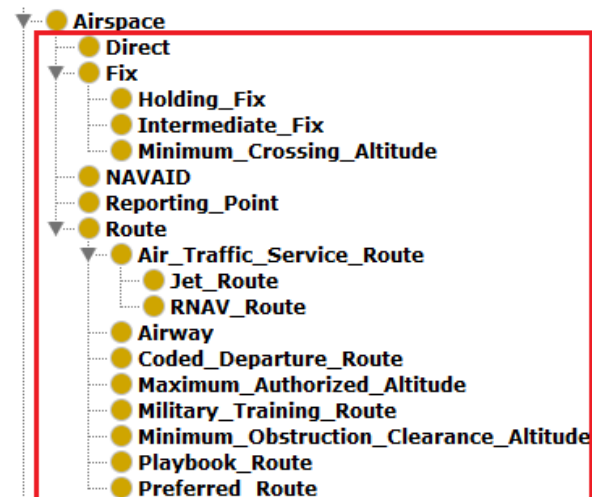 Airspace
Direct
Fix
Holding_Fix
Intermediate_Fix
Minimum_Crossing_Altitude
NAVAID
Reporting_Point
Route
Air_Traffic_Service_Route
Jet_Route
RNAV_Route
Airway
Coded_Departure_Route
Maximum_Authorized_Altitude
Military_Training_Route
Minimum_Obstruction_Clearance_Altitude
Playbook_Route
Preferred_Route